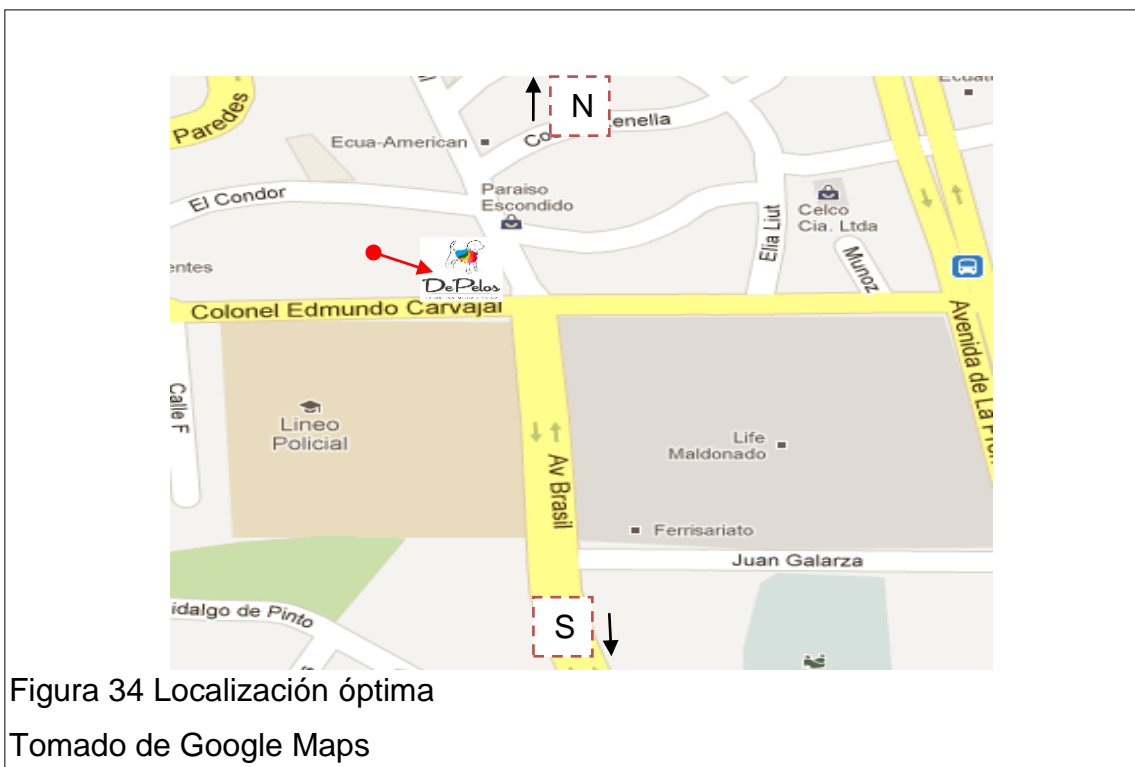 Paredes
N
Ecuat
Ecua-American
Co enelia
El Condor
Paraiso
Escondido
Elia Liut
Celco
Cia. Ltda
Munoz
entes
DePelos
Colonel Edmundo Carvajal
Avenida de La Fron
Calle F
Lineo
Policial
Life
Maldonado
Av Brasil
Ferrisariato
Juan Galarza
idalgo de Pinto
S
Figura 34 Localización óptima
Tomado de Google Maps